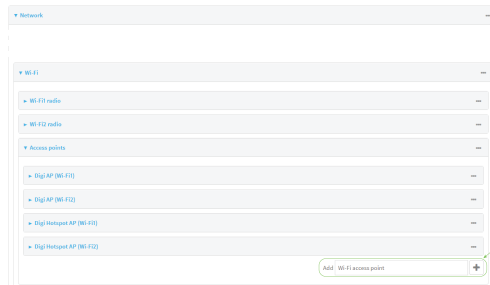 Network
Wi-Fi
Wi-Fi1 radio
Wi-Fi2 radio
Access points
Digi AP (Wi-Fi1)
Digi AP (Wi-Fi2)
Digi Hotspot AP (Wi-Fi1)
Digi Hotspot AP (Wi-Fi2)
Add Wi-Fi access point